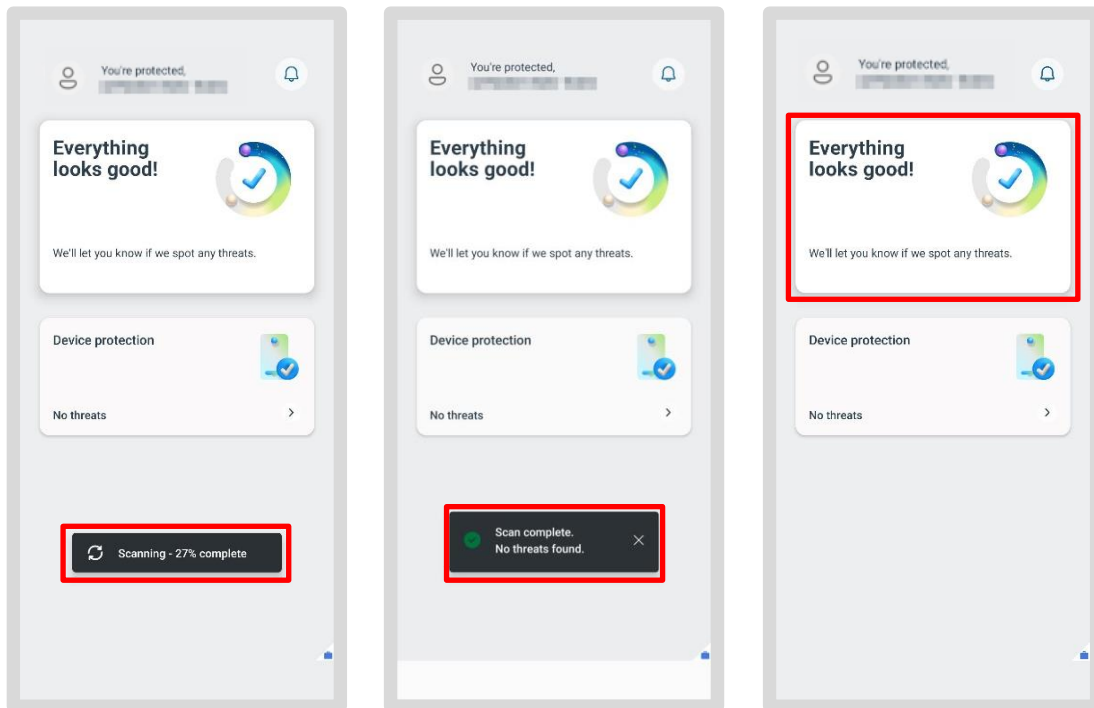 You're protected,
Everything
looks good!
We'll let you know if we spot any threats.
Device protection
No threats
Scanning - 27% complete
You're protected,
Everything
looks good!
We'll let you know if we spot any threats.
Device protection
No threats
Scan complete.
No threats found.
You're protected,
Everything
looks good!
We'll let you know if we spot any threats.
Device protection
No threats